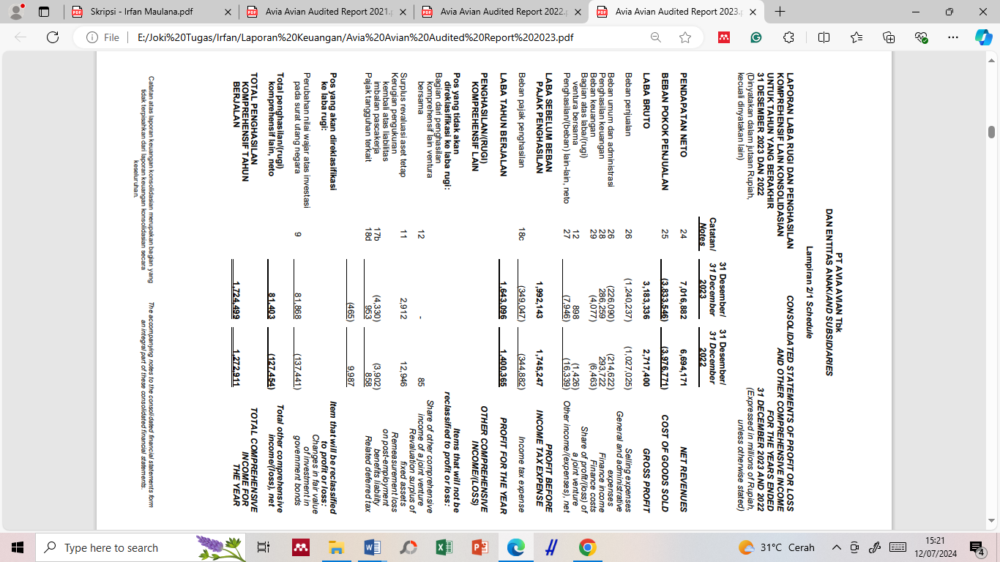 Skripsi - Irfan Maulana.pdf
Avia Avian Audited Report 2021.p
Avia Avian Audited Report 2022.p
Avia Avian Audited Report 2023.p
File
E:/Joki%20Tugas/Irfan/Laporan%20Keuangan/Avia%20Avian%20Audited%20Report%202023.pdf
PT AVIA AVIAN Tbk
DAN ENTITAS ANAK/AND SUBSIDIARIES
Lampiran 2/1 Schedule
LAPORAN LABA RUGI DAN PENGHASILAN
KOMPREHENSIF LAIN KONSOLIDASIAN
UNTUK TAHUN YANG BERAKHIR
31 DESEMBER 2023 DAN 2022
(Dinyatakan dalam jutaan Rupiah,
kecuali dinyatakan lain)
CONSOLIDATED STATEMENTS OF PROFIT OR LOSS
AND OTHER COMPREHENSIVE INCOME
FOR THE YEARS ENDED
31 DECEMBER 2023 AND 2022
(Expressed in millions of Rupiah,
unless otherwise stated)
Catatan/
Notes
31 Desember/
31 December
2023
31 Desember/
31 December
2022
PENDAPATAN NETO 24 7,016,882 6,694,171 NET REVENUES
BEBAN POKOK PENJUALAN 25 (3,833,546) (3,976,771) COST OF GOODS SOLD
LABA BRUTO 3,183,336 2,717,400 GROSS PROFIT
Beban penjualan 26 (1,240,237) (1,027,025) Selling expenses
General and administrative
Beban umum dan administrasi 26 (226,090) (214,622) expenses
Penghasilan keuangan 28 286,259 293,722 Finance income
Beban keuangan 29 (4,077) (6,463) Finance costs
Bagian atas laba/(rugi) Share of profit/(loss) of
ventura bersama 12 898 (1,426) a joint venture
Penghasilan/(beban) lain-lain, neto 27 (7,946) (16,339) Other income/(expenses), net
LABA SEBELUM BEBAN PROFIT BEFORE
PAJAK PENGHASILAN 1,992,143 1,745,247 INCOME TAX EXPENSE
Beban pajak penghasilan 18c (349,047) (344,882) Income tax expense
LABA TAHUN BERJALAN 1,643,096 1,400,365 PROFIT FOR THE YEAR
PENGHASILAN/(RUGI) OTHER COMPREHENSIVE
KOMPREHENSIF LAIN INCOME/(LOSS)
Pos yang tidak akan Items that will not be
direklasifikasi ke laba rugi: reclassified to profit or loss:
Bagian dari penghasilan
komprehensif lain ventura Share of other comprehensive
bersama 12 - 85 income of a joint venture
Revaluation surplus of
Surplus revaluasi aset tetap 11 2,912 12,946 fixed assets
Kerugian pengukuran Remeasurement loss
kembali atas liabilitas on post-employment
imbalan pascakerja 17b (4,330) (3,902) benefits liability
Pajak tangguhan terkait 18d 953 858 Related deferred tax
(465) 9,987
Pos yang akan direklasifikasi Item that will be reclassified
ke laba rugi: to profit or loss:
Changes in fair value
Perubahan nilai wajar atas investasi of investment in
pada surat utang negara 9 81,868 (137,441) government bonds
Total penghasilan/(rugi) Total other comprehensive
komprehensif lain, neto 81,403 (127,454) income/(loss), net
TOTAL PENGHASILAN TOTAL COMPREHENSIVE
KOMPREHENSIF TAHUN INCOME FOR
BERJALAN 1,724,499 1,272,911 THE YEAR
Catatan atas laporan keuangan konsolidasian merupakan bagian yang
tidak terpisahkan dari laporan keuangan konsolidasian secara
keseluruhan.
The accompanying notes to the consolidated financial statements form
an integral part of these consolidated financial statements.
Type here to search
31°C Cerah
15:21
12/07/2024
4